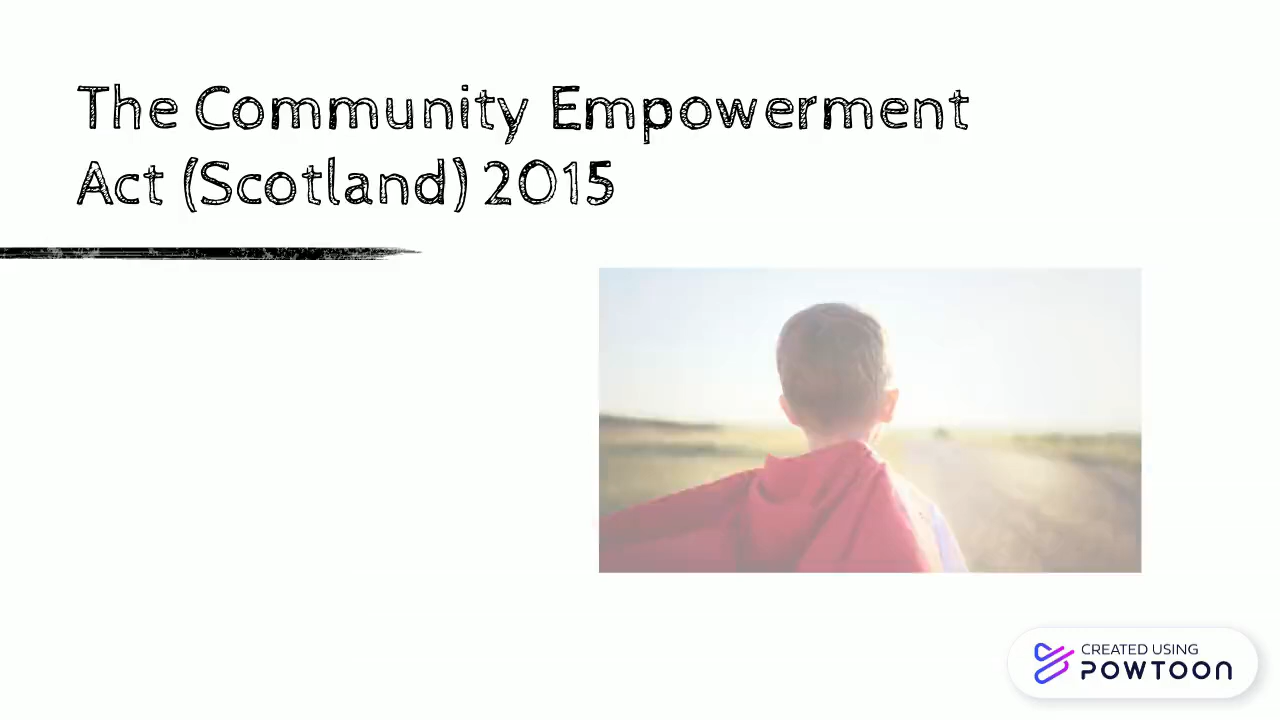 The Community Empowerment
Act (Scotland) 2015
CREATED USING
POWTOON